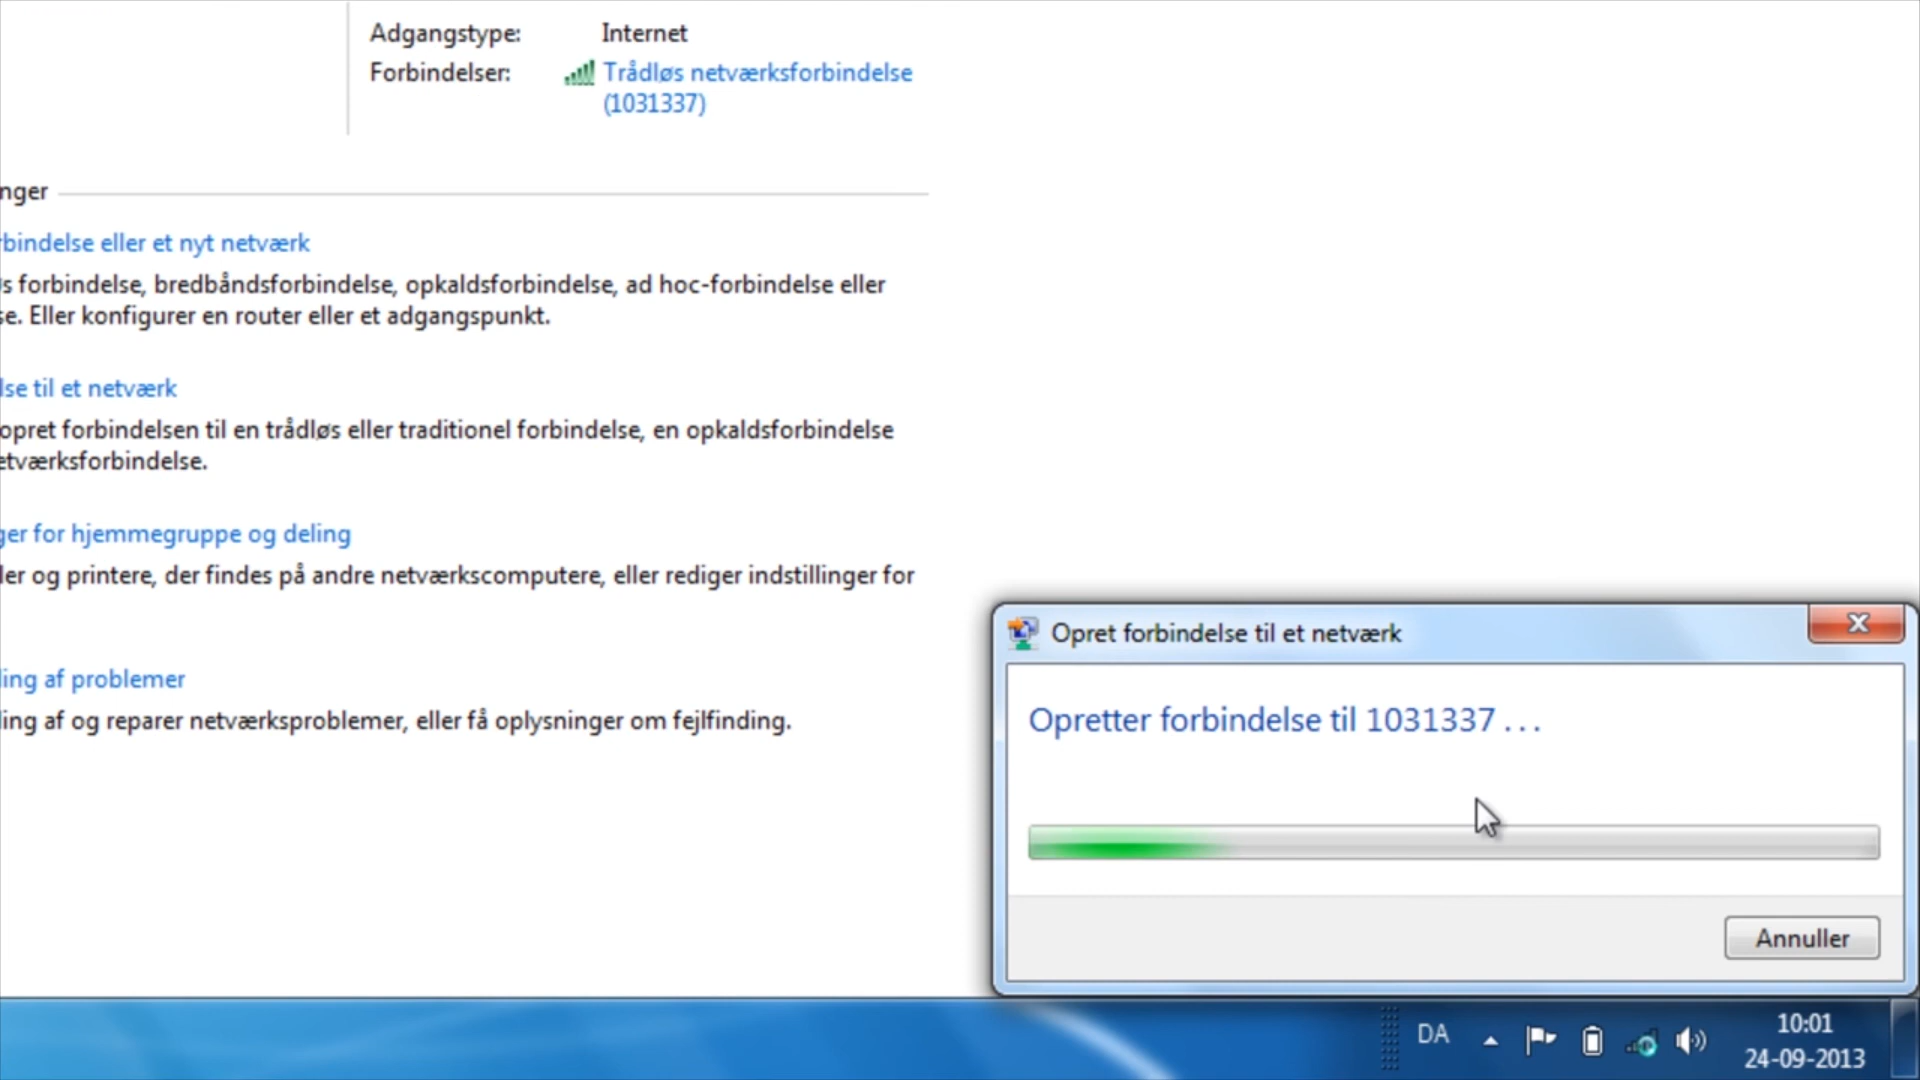 Adgangstype: Internet
Forbindelser: Trådløs netværksforbindelse
(1031337)
nger
rbindelse eller et nyt netværk
s forbindelse, bredbåndsforbindelse, opkaldsforbindelse, ad hoc-forbindelse eller
se. Eller konfigurer en router eller et adgangspunkt.
lse til et netværk
opret forbindelsen til en trådløs eller traditionel forbindelse, en opkaldsforbindelse
etværksforbindelse.
ger for hjemmegruppe og deling
ler og printere, der findes på andre netværkscomputere, eller rediger indstillinger for
ling af problemer
ling af og reparer netværksproblemer, eller få oplysninger om fejlfinding.
Opret forbindelse til et netværk
Opretter forbindelse til 1031337 . . .
Annuller
DA
10:01
24-09-2013